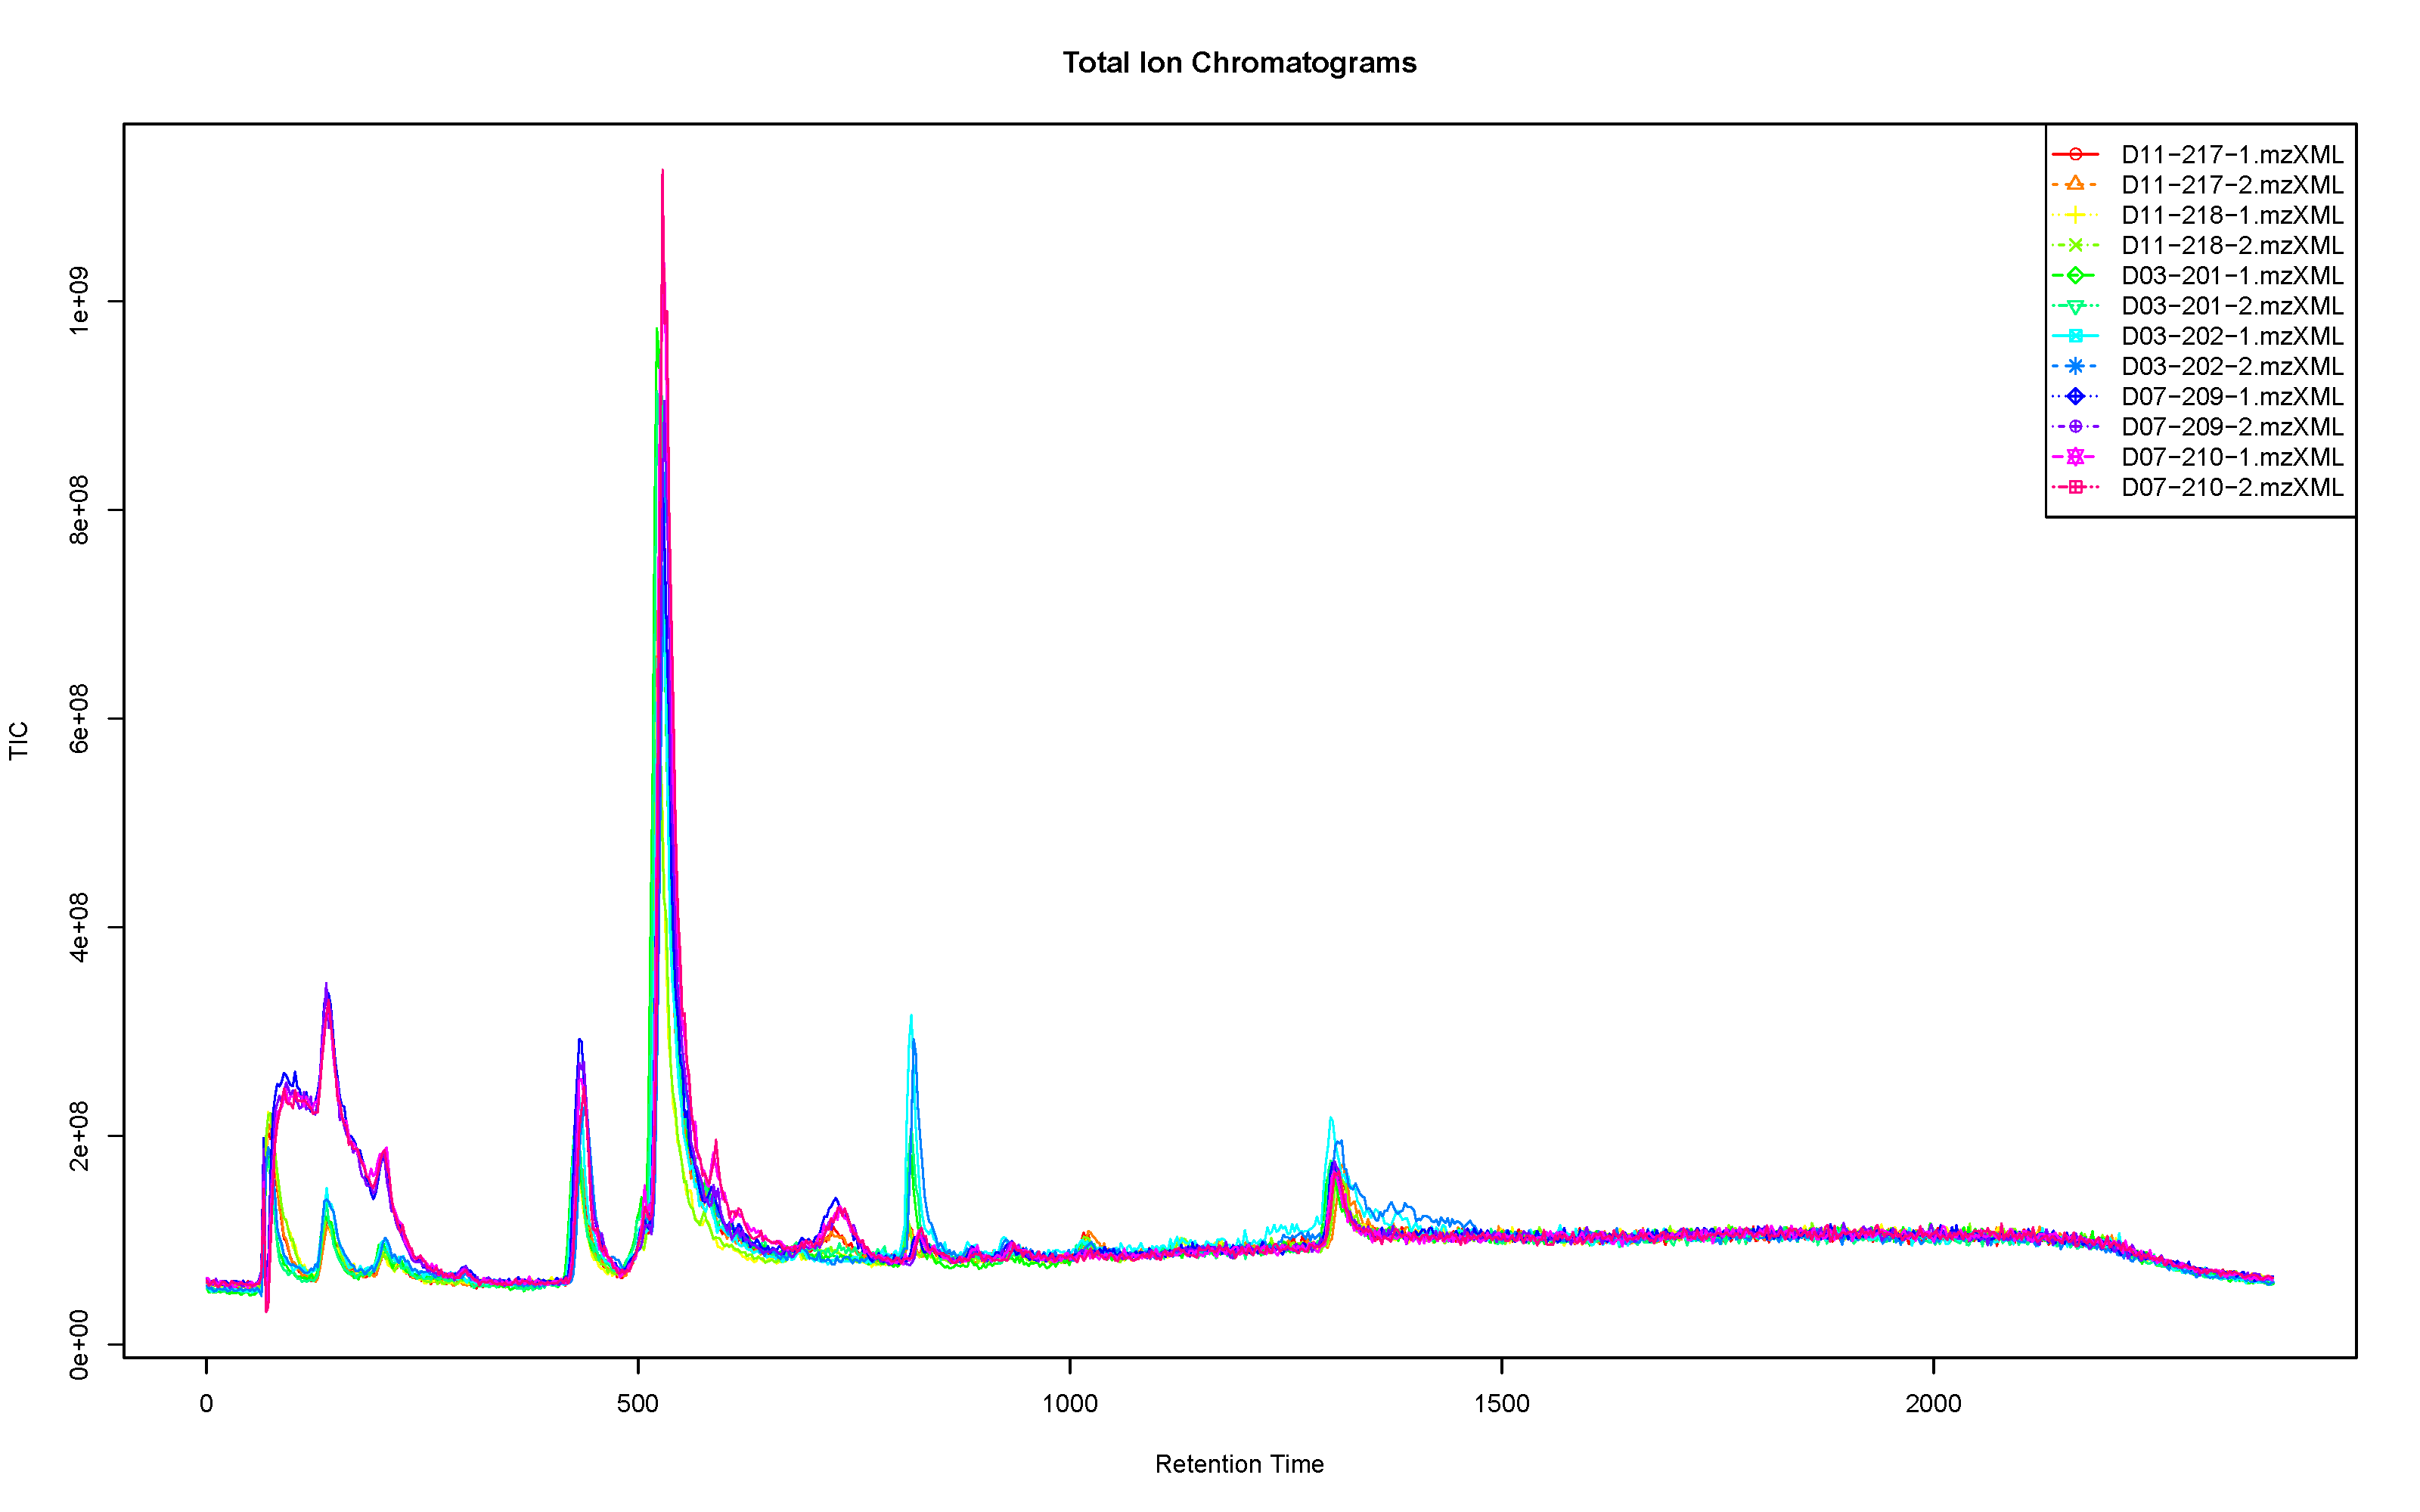 Total Ion Chromatograms
D11-217-1.mzXML
D11-217-2.mzXML
D11-218-1.mzXML
D11-218-2.mzXML
D03-201-1.mzXML
D03-201-2.mzXML
D03-202-1.mzXML
D03-202-2.mzXML
D07-209-1.mzXML
D07-209-2.mzXML
D07-210-1.mzXML
D07-210-2.mzXML
1e+09
8e+08
6e+08
4e+08
2e+08
0e+00
TIC
0 500 1000 1500 2000
Retention Time